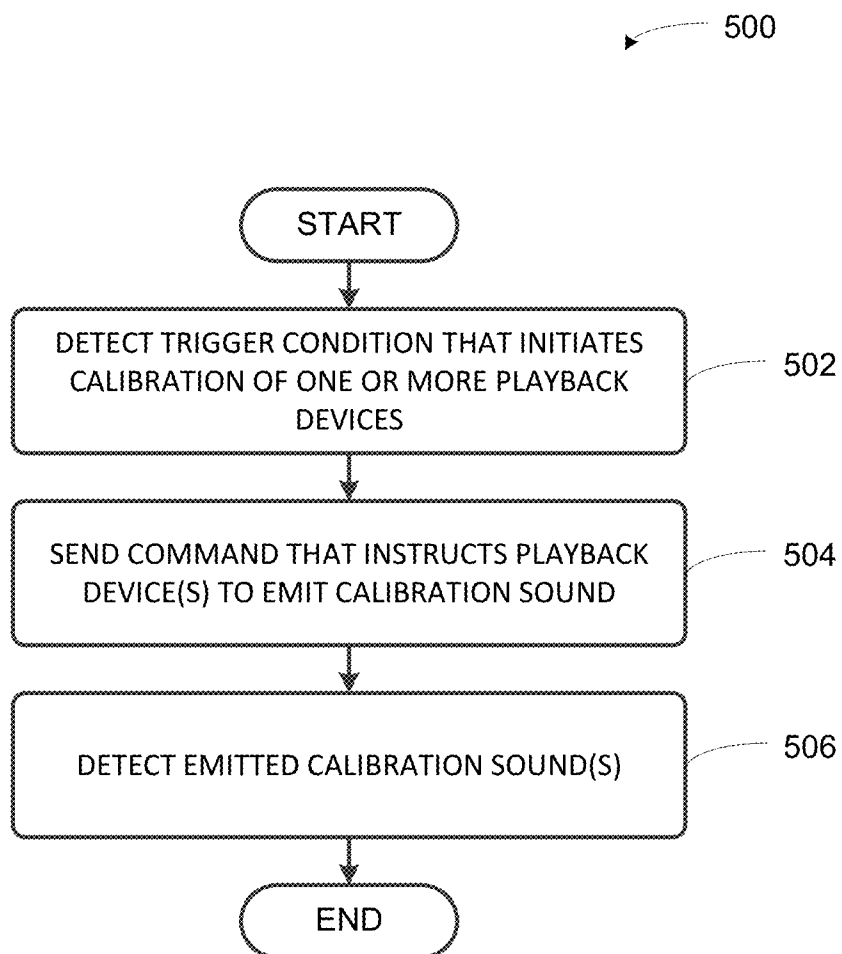 500
START
DETECT TRIGGER CONDITION THAT INITIATES
CALIBRATION OF ONE OR MORE PLAYBACK
DEVICES
502
SEND COMMAND THAT INSTRUCTS PLAYBACK
DEVICE(S) TO EMIT CALIBRATION SOUND
504
DETECT EMITTED CALIBRATION SOUND(S)
506
END